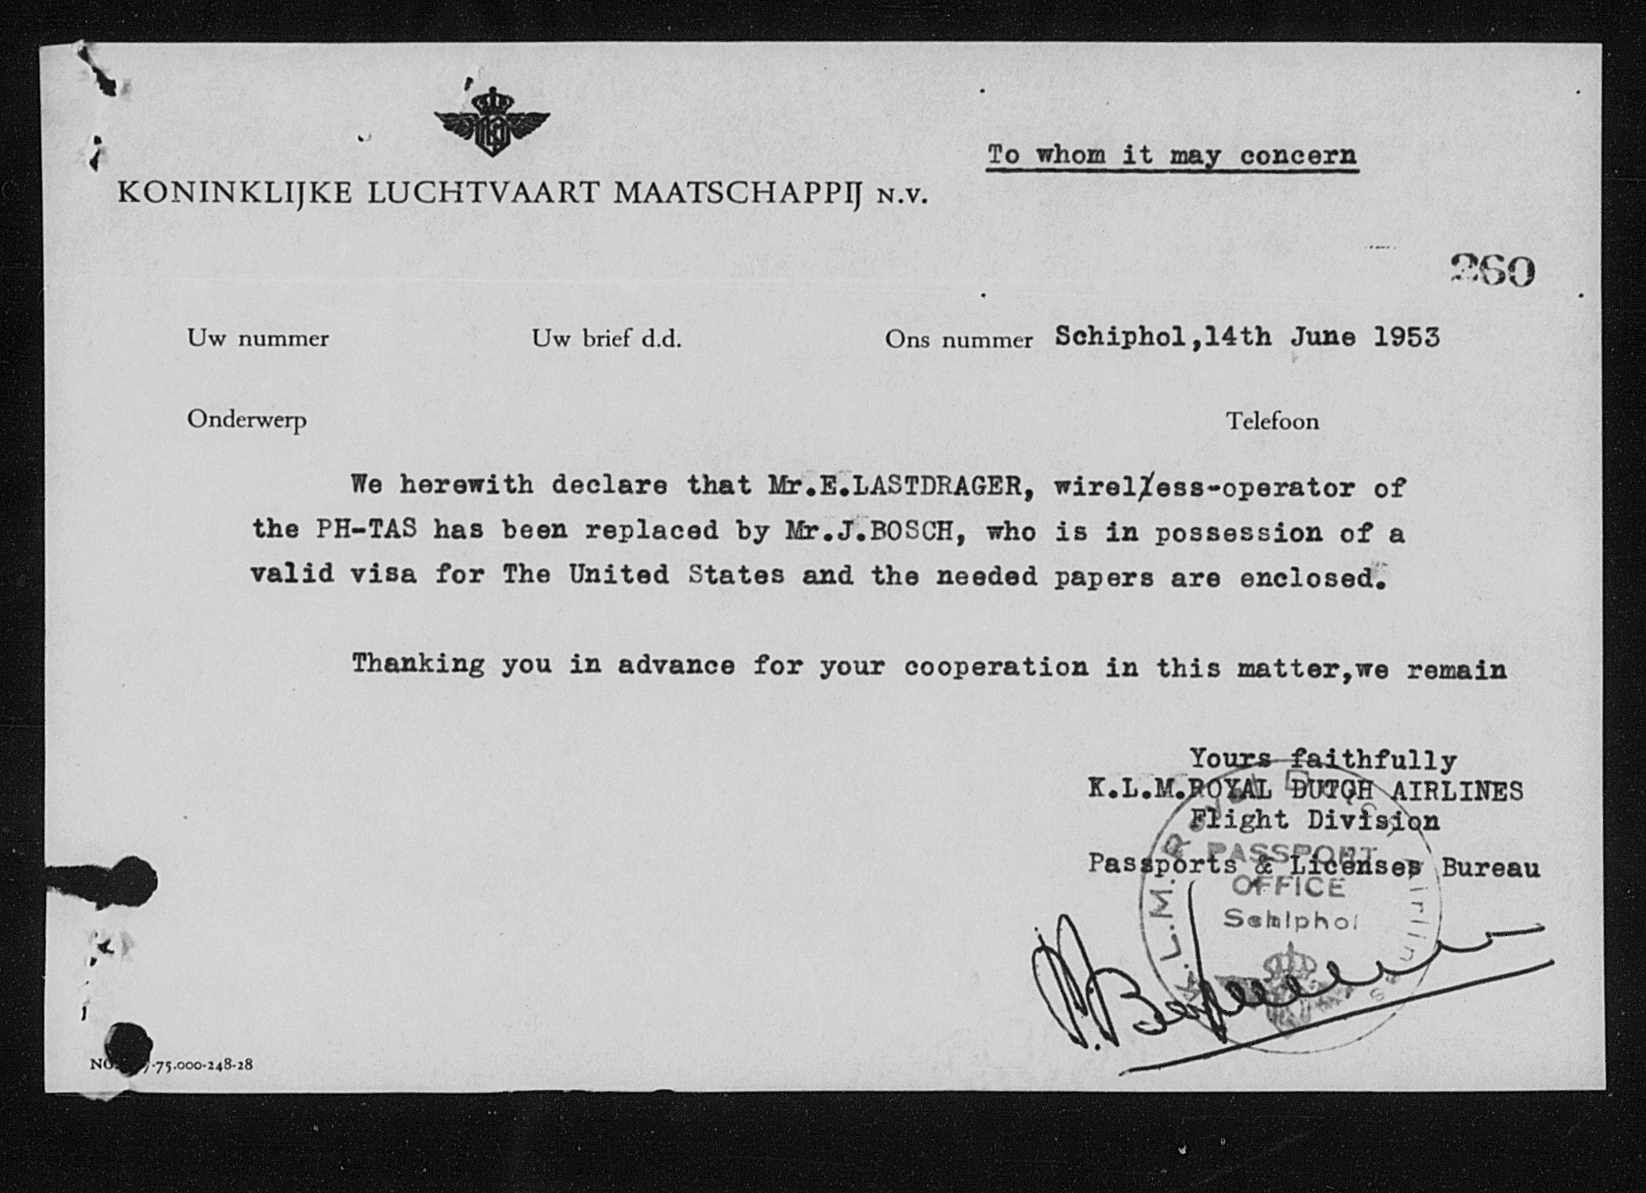 To whom it may concern
KONINKLIJKE LUCHTVAART MAATSCHAPPIJ N.V.
260
Uw nummer Uw brief d.d. Ons nummer Schiphol,14th June 1953
Onderwerp Telefoon
We herewith declare that Mr.E.LASTDRAGER, wirel/ess-operator of
the PH-TAS has been replaced by Mr.J.BOSCH, who is in possession of a
valid visa for The United States and the needed papers are enclosed.
Thanking you in advance for your cooperation in this matter,we remain
Yours faithfully
K.L.M.ROYAL DUTCH AIRLINES
Flight Division
Passports & Licenses Bureau
PASSPORT
OFFICE
Schiphol
-75.000-248-28